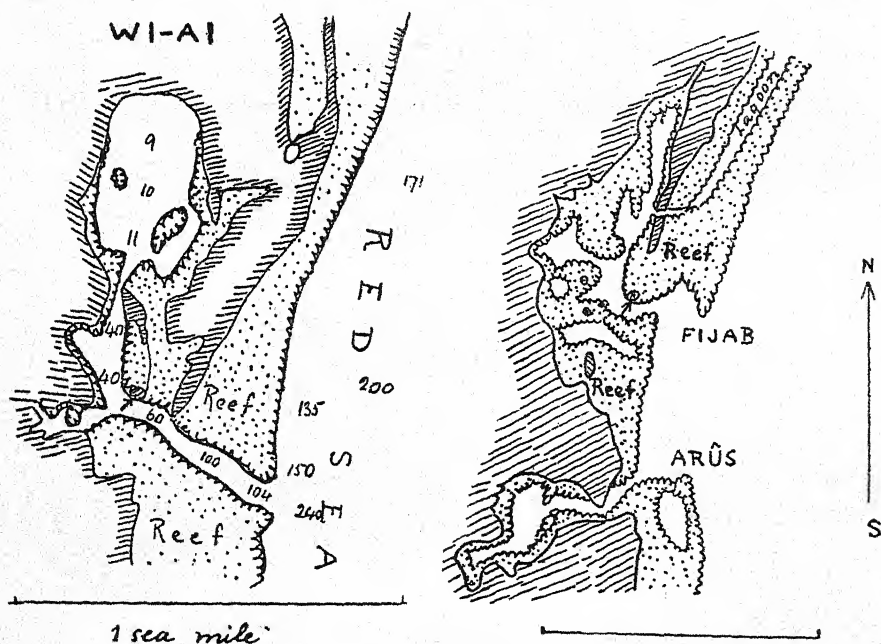 WI-AI
9
10
11
40
40
60
100
104
Reef
Reef
171
200
135
150
240
RED SEA
1 sea mile
Lagoon
Reef
FIJAB
Reef
ARÛS
N
S